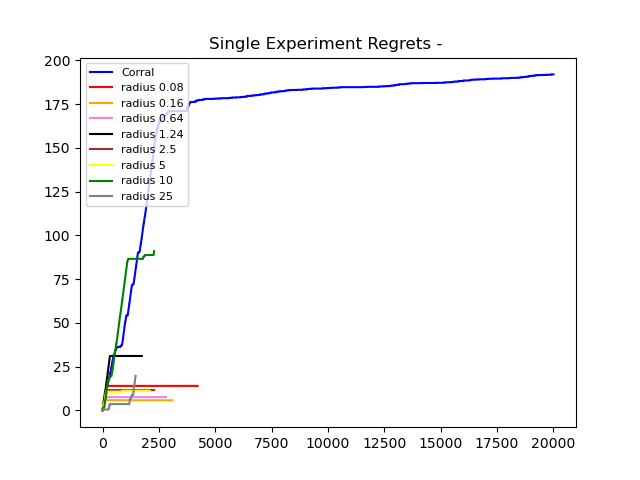 Single Experiment Regrets -
200
175
150
125
100
75
50
25
0
Corral
radius 0.08
radius 0.16
radius 0.64
radius 1.24
radius 2.5
radius 5
radius 10
radius 25
0 2500 5000 7500 10000 12500 15000 17500 20000